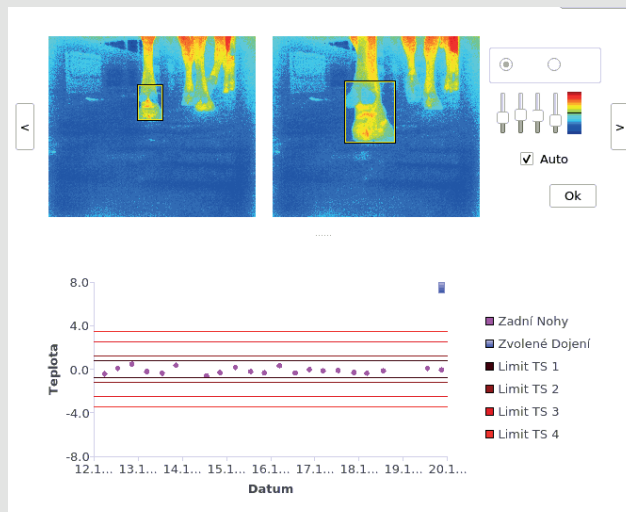 <
>
Auto
Ok
......
8.0
4.0
0.0
-4.0
-8.0
Teplota
12.1... 13.1... 14.1... 15.1... 16.1... 17.1... 18.1... 19.1... 20.1...
Datum
Zadní Nohy
Zvolené Dojení
Limit TS 1
Limit TS 2
Limit TS 3
Limit TS 4